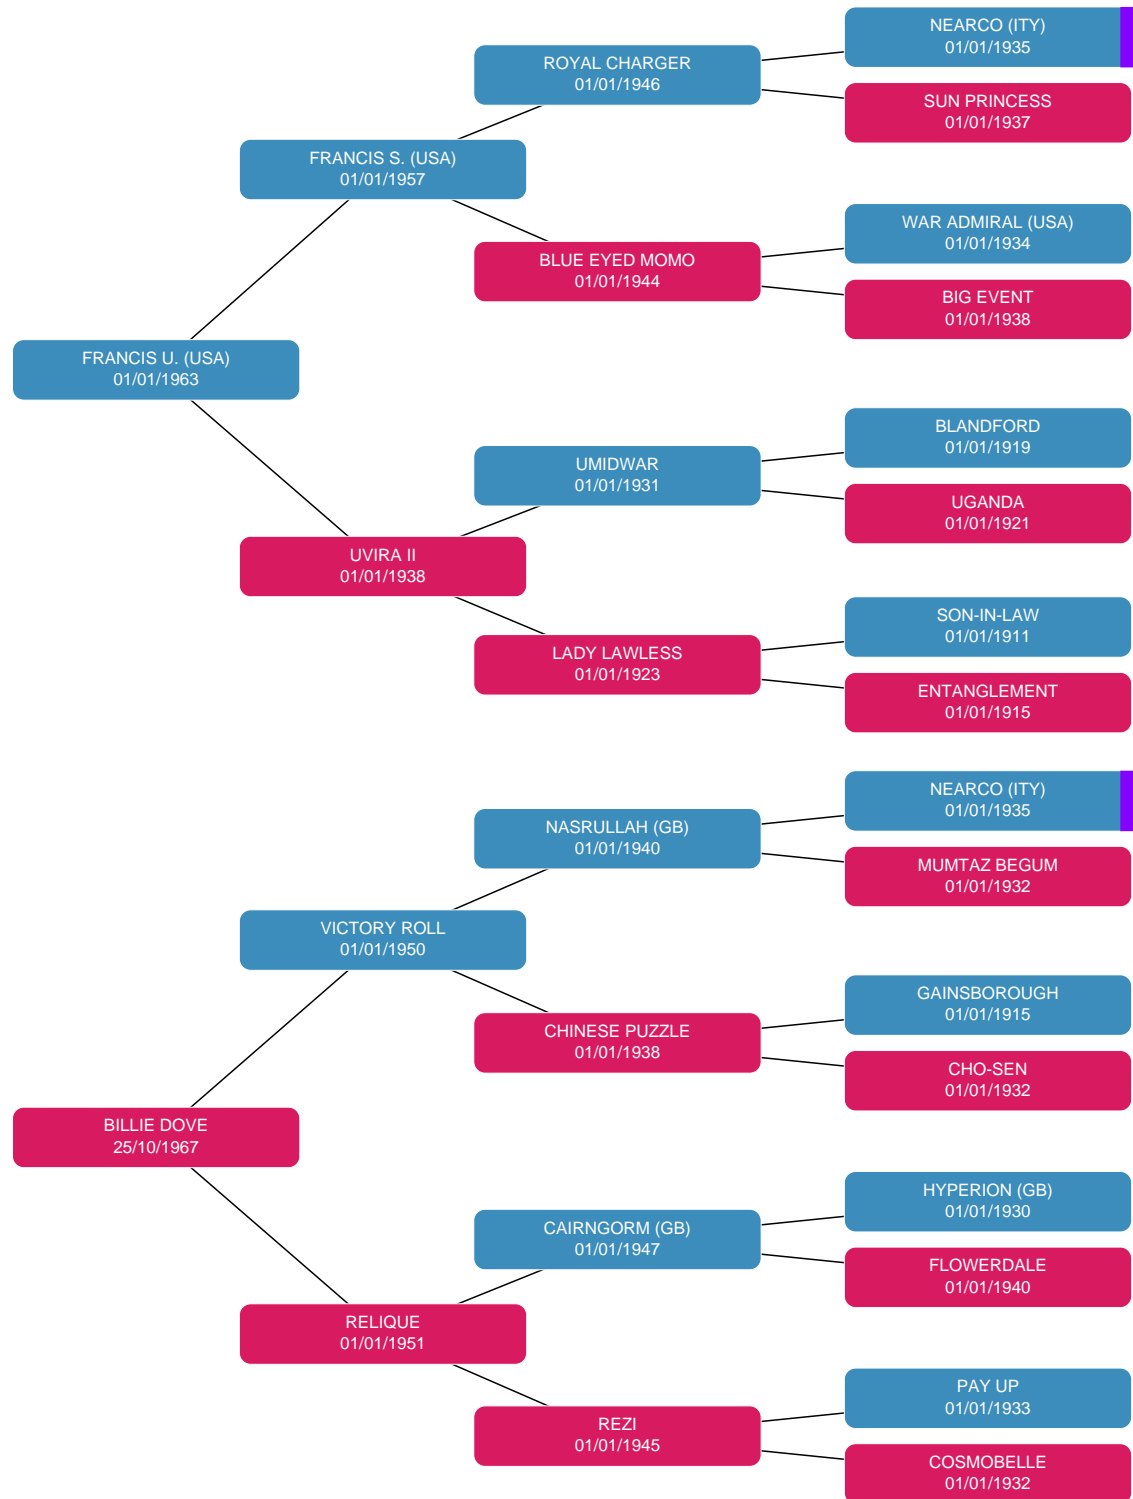 NEARCO (ITY)
01/01/1935
ROYAL CHARGER
01/01/1946
SUN PRINCESS
01/01/1937
FRANCIS S. (USA)
01/01/1957
WAR ADMIRAL (USA)
01/01/1934
BLUE EYED MOMO
01/01/1944
BIG EVENT
01/01/1938
FRANCIS U. (USA)
01/01/1963
BLANDFORD
01/01/1919
UMIDWAR
01/01/1931
UGANDA
01/01/1921
UVIRA II
01/01/1938
SON-IN-LAW
01/01/1911
LADY LAWLESS
01/01/1923
ENTANGLEMENT
01/01/1915
NEARCO (ITY)
01/01/1935
NASRULLAH (GB)
01/01/1940
MUMTAZ BEGUM
01/01/1932
VICTORY ROLL
01/01/1950
GAINSBOROUGH
01/01/1915
CHINESE PUZZLE
01/01/1938
CHO-SEN
01/01/1932
BILLIE DOVE
25/10/1967
HYPERION (GB)
01/01/1930
CAIRNGORM (GB)
01/01/1947
FLOWERDALE
01/01/1940
RELIQUE
01/01/1951
PAY UP
01/01/1933
REZI
01/01/1945
COSMOBELLE
01/01/1932